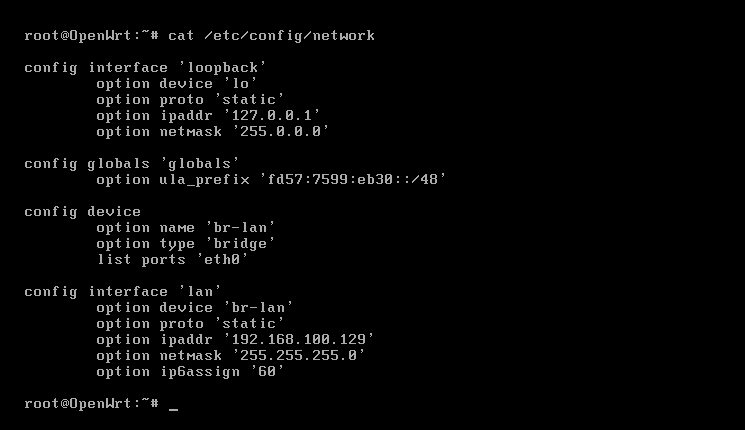 root@OpenWrt:~# cat /etc/config/network
config interface 'loopback'
option device 'lo'
option proto 'static'
option ipaddr '127.0.0.1'
option netmask '255.0.0.0'
config globals 'globals'
option ula_prefix 'fd57:7599:eb30::/48'
config device
option name 'br-lan'
option type 'bridge'
list ports 'eth0'
config interface 'lan'
option device 'br-lan'
option proto 'static'
option ipaddr '192.168.100.129'
option netmask '255.255.255.0'
option ip6assign '60'
root@OpenWrt:~# _